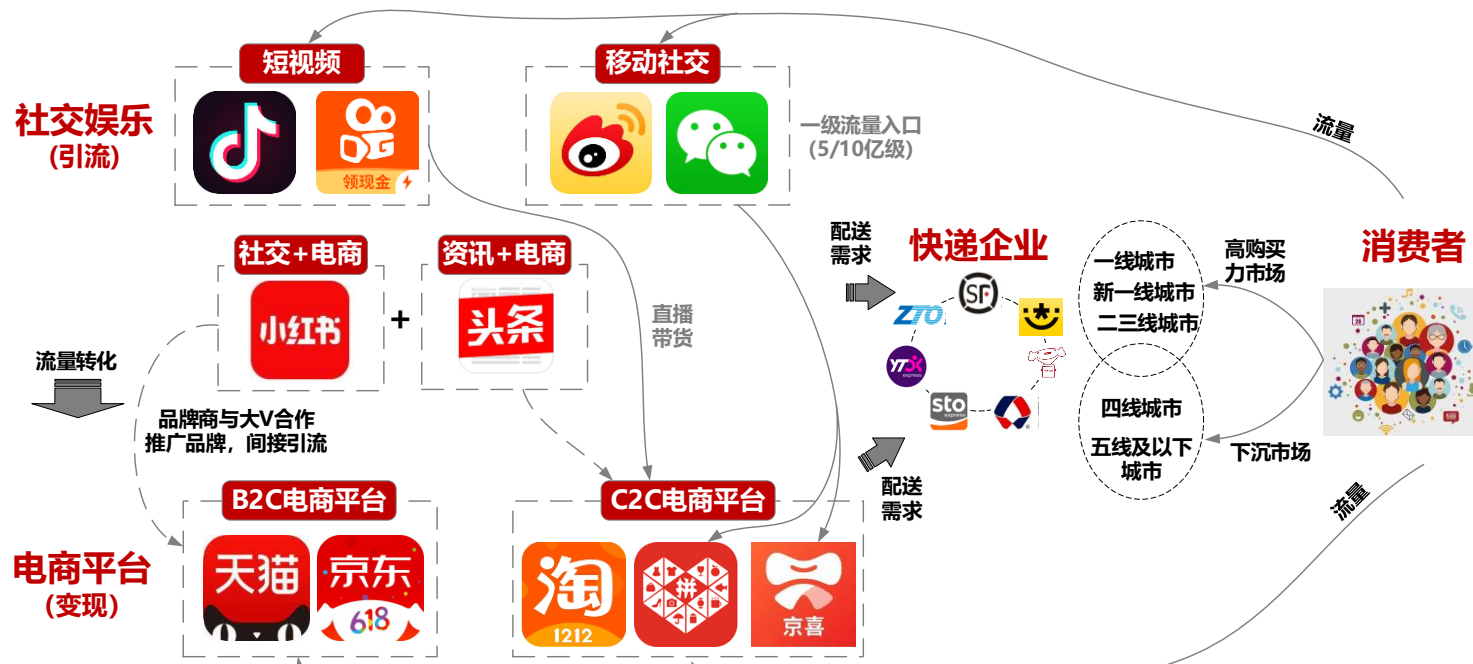 短视频
移动社交
社交娱乐
(引流)
领现金
一级流量入口
(5/10亿级)
流量
社交+电商
资讯+电商
小红书
+
头条
直播
带货
流量转化
品牌商与大V合作
推广品牌，间接引流
配送
需求
快递企业
SF
ZTO
YTO
express
sto
express
配送
需求
一线城市
新一线城市
二三线城市
四线城市
五线及以下
城市
高购买
力市场
消费者
下沉市场
流量
B2C电商平台
C2C电商平台
电商平台
(变现)
天猫
京东
618
淘
1212
拼
京喜